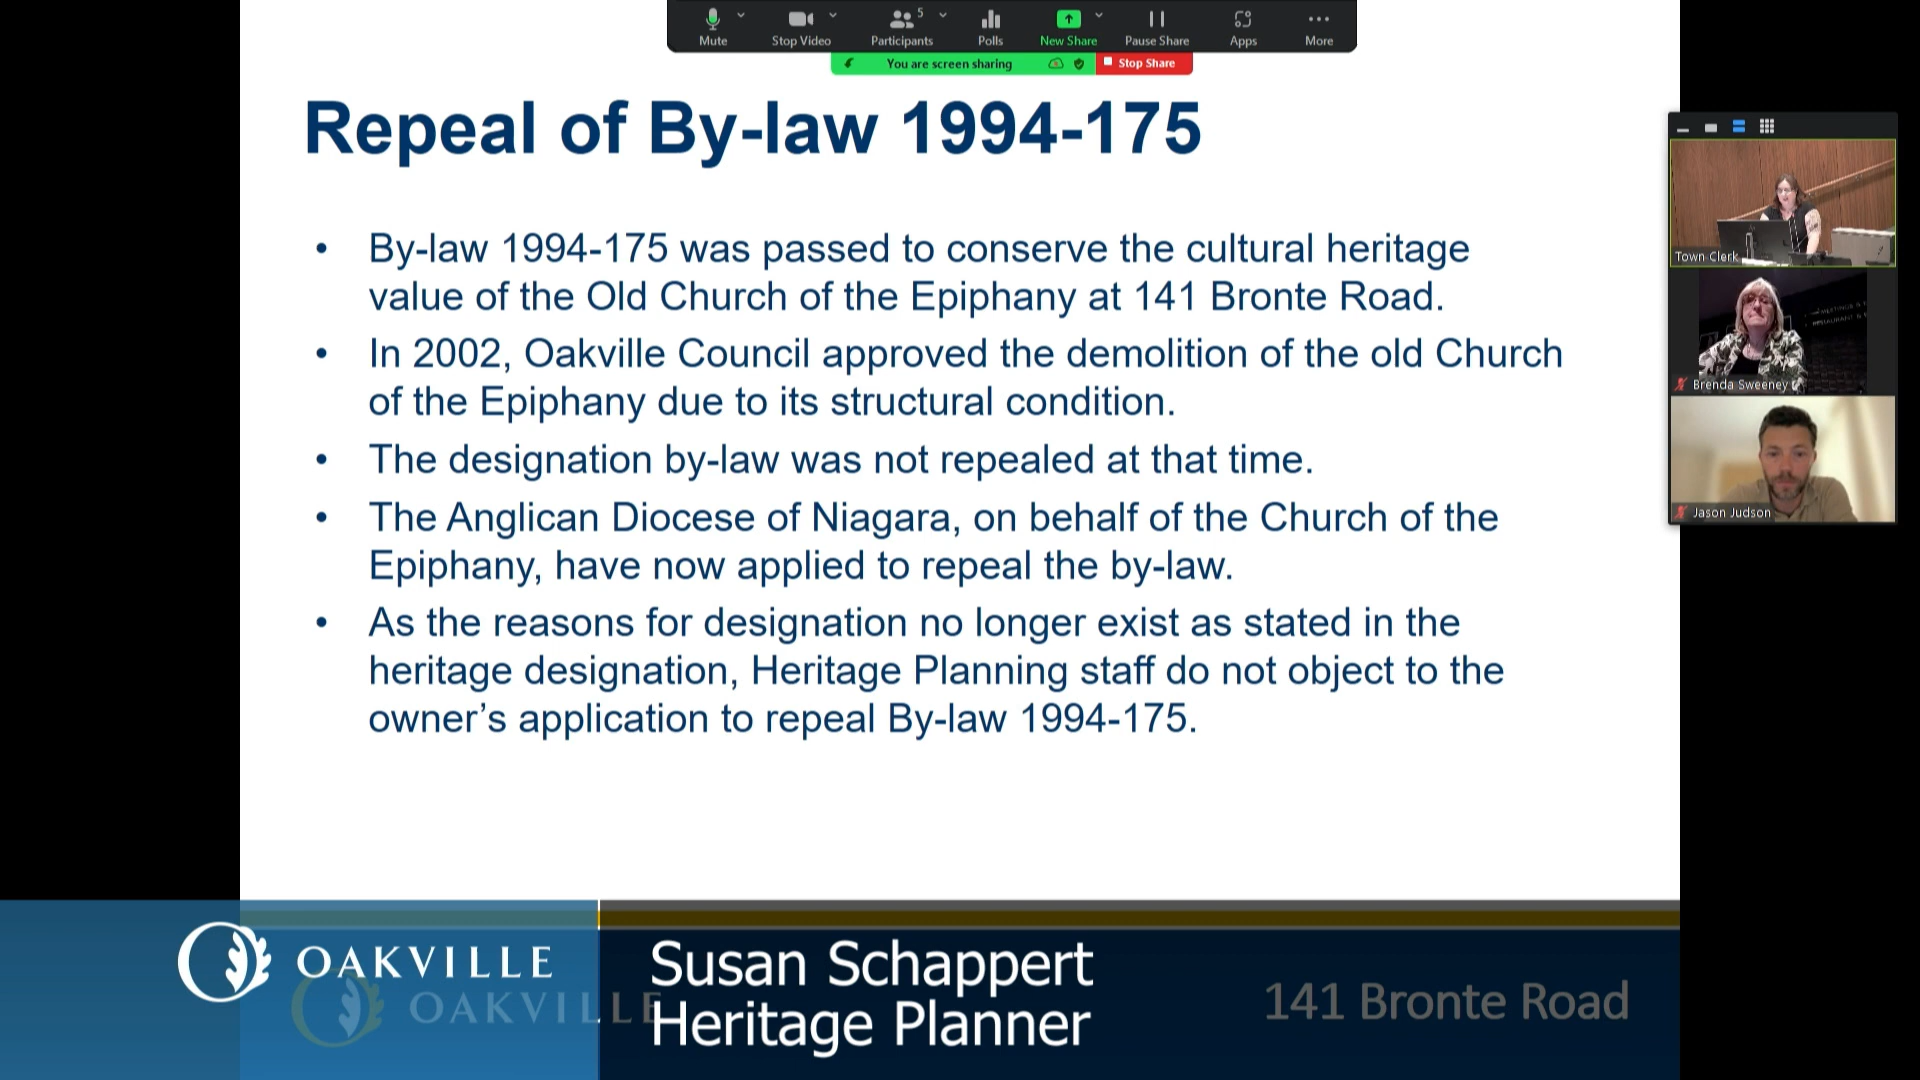 Mute
Stop Video
5
Participants
Polls
New Share
Pause Share
Apps
More
You are screen sharing
Stop Share
Repeal of By-law 1994-175
• By-law 1994-175 was passed to conserve the cultural heritage
value of the Old Church of the Epiphany at 141 Bronte Road.
• In 2002, Oakville Council approved the demolition of the old Church
of the Epiphany due to its structural condition.
• The designation by-law was not repealed at that time.
• The Anglican Diocese of Niagara, on behalf of the Church of the
Epiphany, have now applied to repeal the by-law.
• As the reasons for designation no longer exist as stated in the
heritage designation, Heritage Planning staff do not object to the
owner’s application to repeal By-law 1994-175.
Town Clerk
Brenda Sweeney
Jason Judson
OAKVILLE
OAKVILLE
Susan Schappert
Heritage Planner
141 Bronte Road